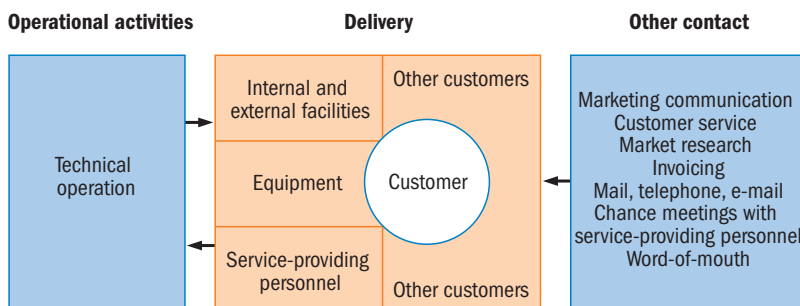 Operational activities
Delivery
Other contact
Technical
operation
Internal and
external facilities
Equipment
Service-providing
personnel
Other customers
Customer
Other customers
Marketing communication
Customer service
Market research
Invoicing
Mail, telephone, e-mail
Chance meetings with
service-providing personnel
Word-of-mouth